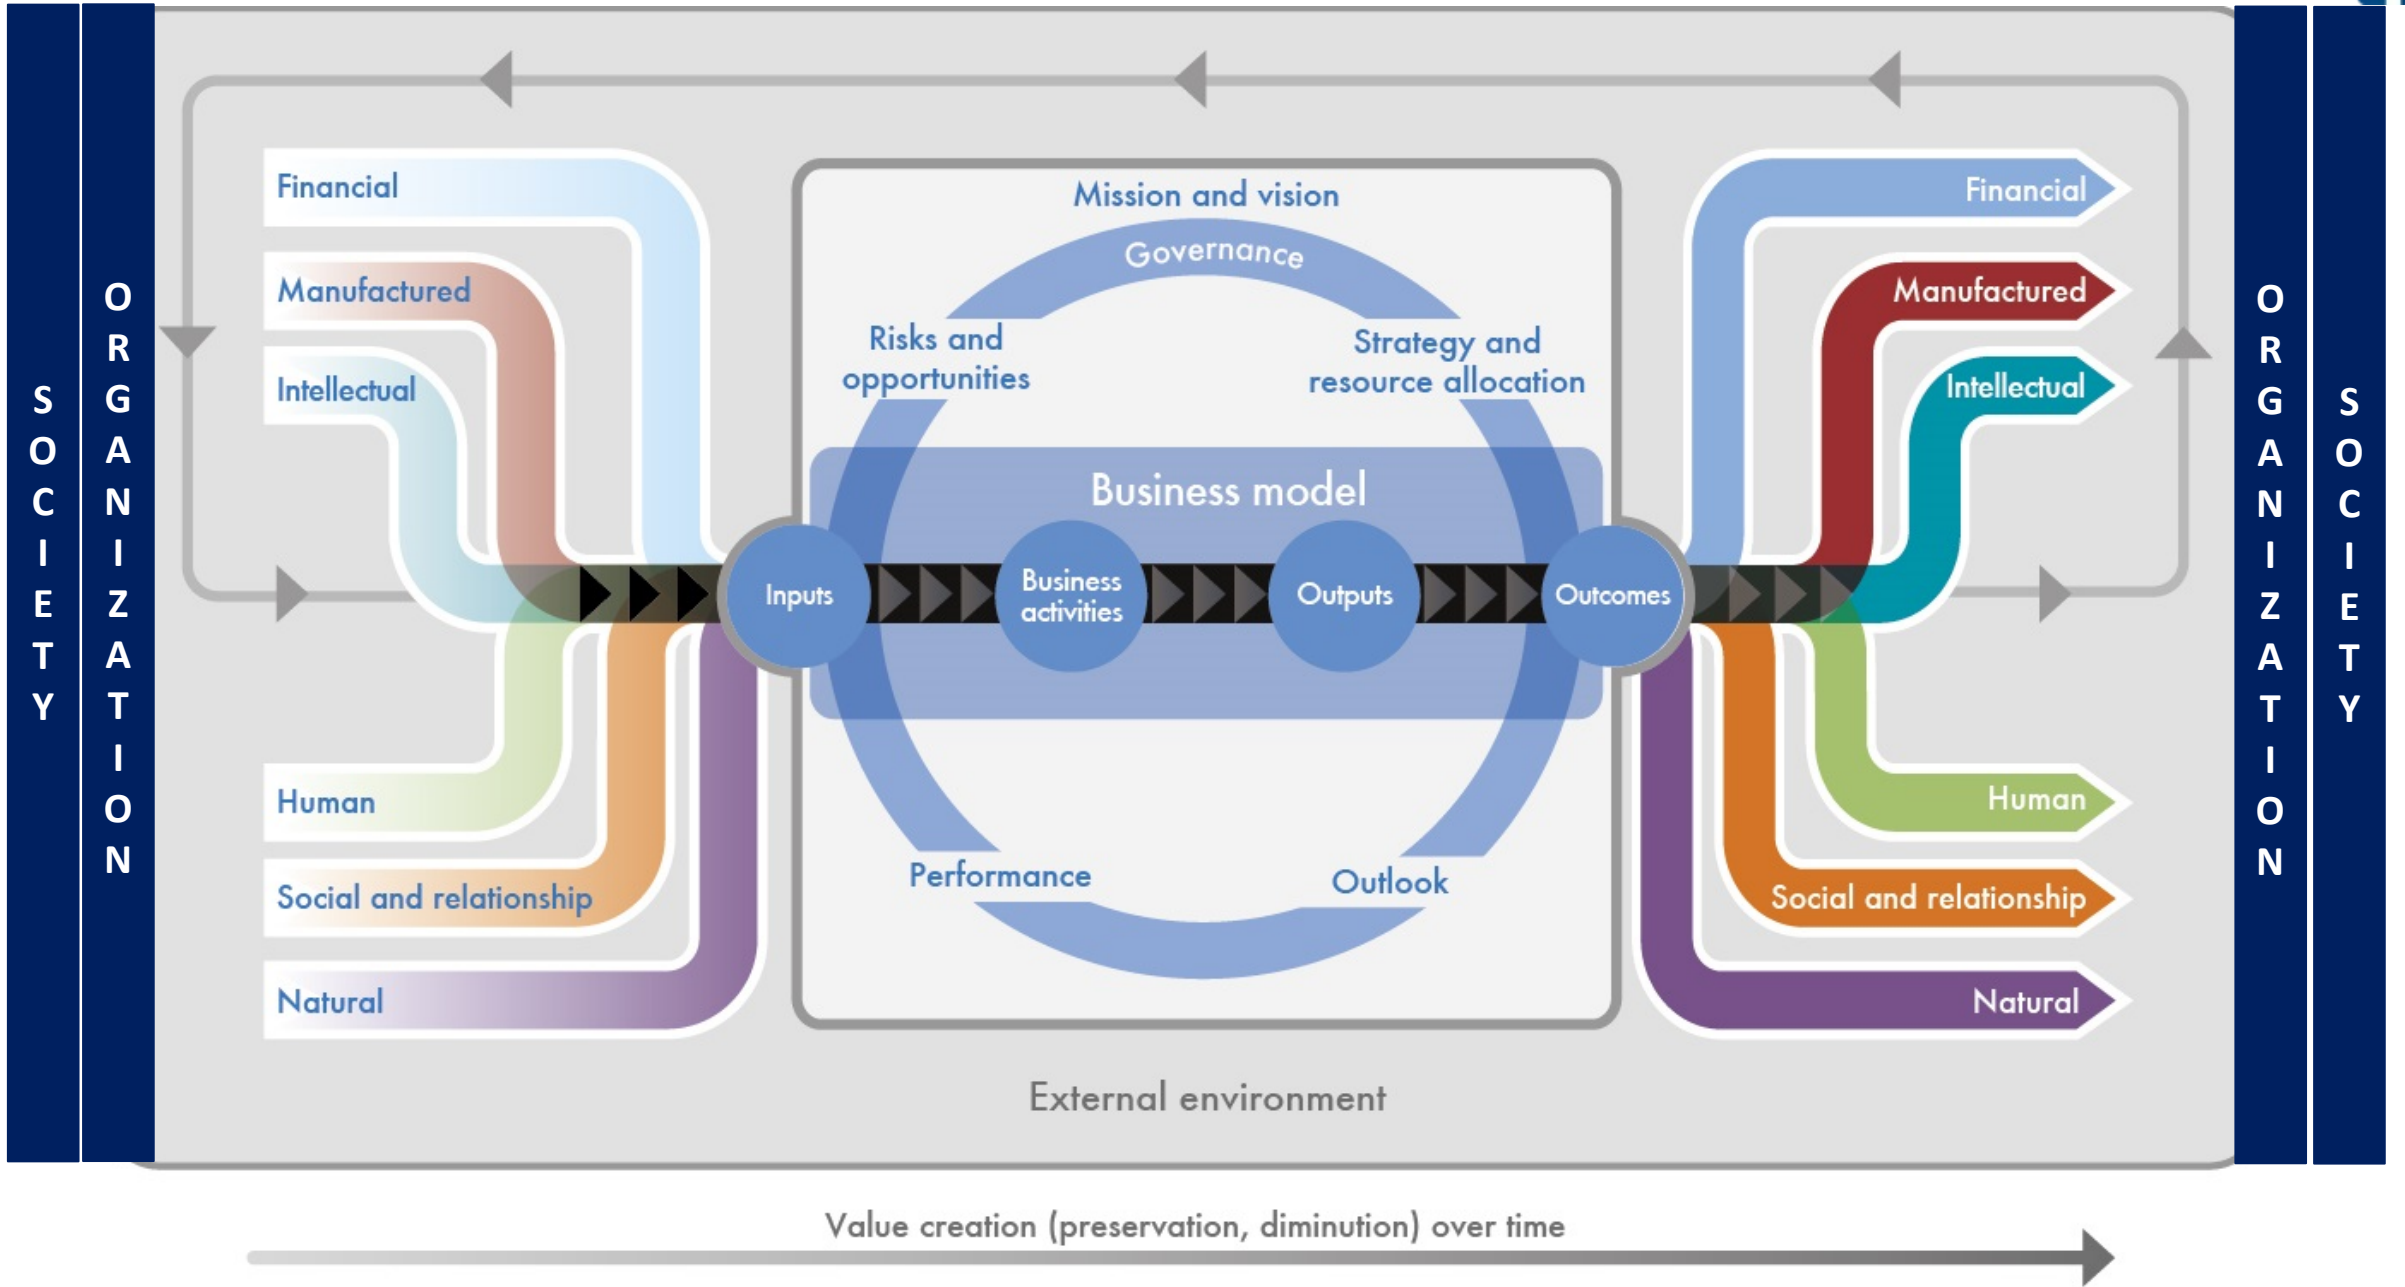 SOCIETY
ORGANIZATION
Financial
Manufactured
Intellectual
Human
Social and relationship
Natural
Mission and vision
Governance
Risks and
opportunities
Strategy and
resource allocation
Business model
Inputs
Business
activities
Outputs
Outcomes
Performance
Outlook
Financial
Manufactured
Intellectual
Human
Social and relationship
Natural
ORGANIZATION
SOCIETY
External environment
Value creation (preservation, diminution) over time